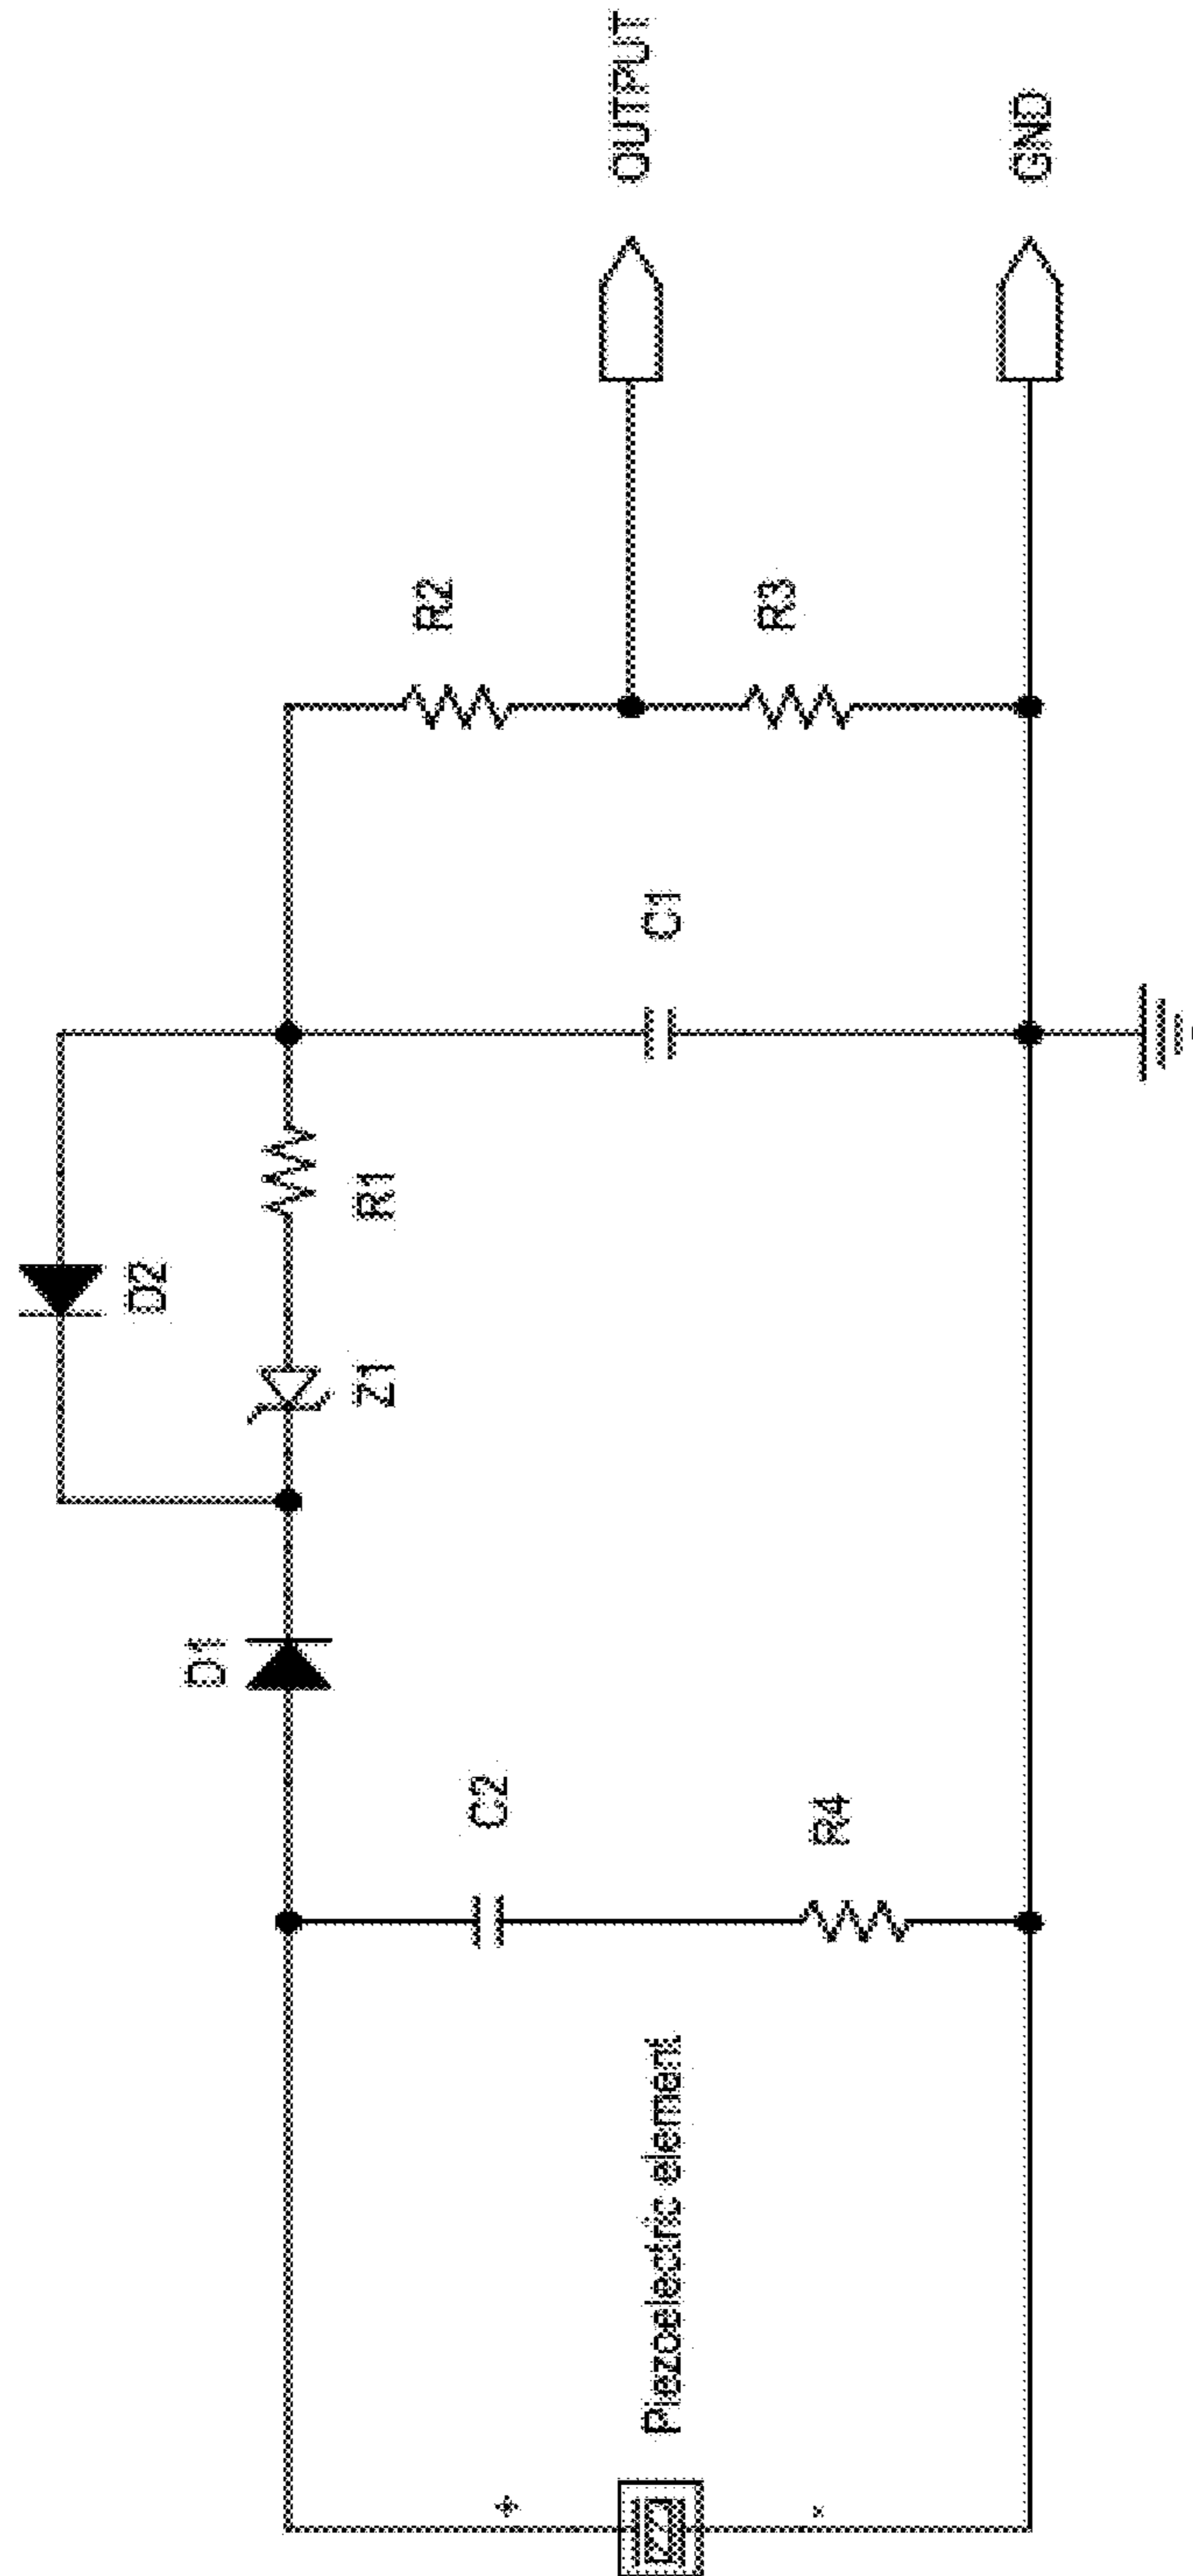 D2
Z1
R1
D1
R2
OUTPUT
C2
C1
Piezoelectric element
+
-
R4
R3
GND